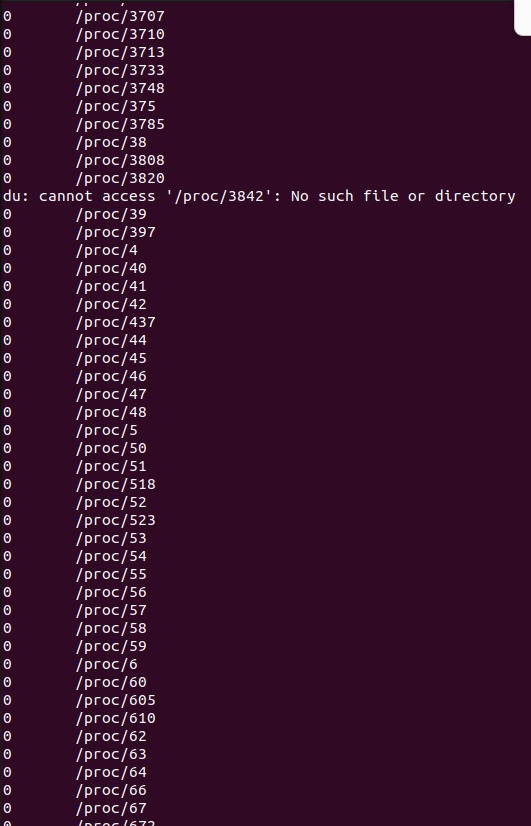 0 /proc/3707
0 /proc/3710
0 /proc/3713
0 /proc/3733
0 /proc/3748
0 /proc/375
0 /proc/3785
0 /proc/38
0 /proc/3808
0 /proc/3820
du: cannot access '/proc/3842': No such file or directory
0 /proc/39
0 /proc/397
0 /proc/4
0 /proc/40
0 /proc/41
0 /proc/42
0 /proc/437
0 /proc/44
0 /proc/45
0 /proc/46
0 /proc/47
0 /proc/48
0 /proc/5
0 /proc/50
0 /proc/51
0 /proc/518
0 /proc/52
0 /proc/523
0 /proc/53
0 /proc/54
0 /proc/55
0 /proc/56
0 /proc/57
0 /proc/58
0 /proc/59
0 /proc/6
0 /proc/60
0 /proc/605
0 /proc/610
0 /proc/62
0 /proc/63
0 /proc/64
0 /proc/66
0 /proc/67
0 /proc/672